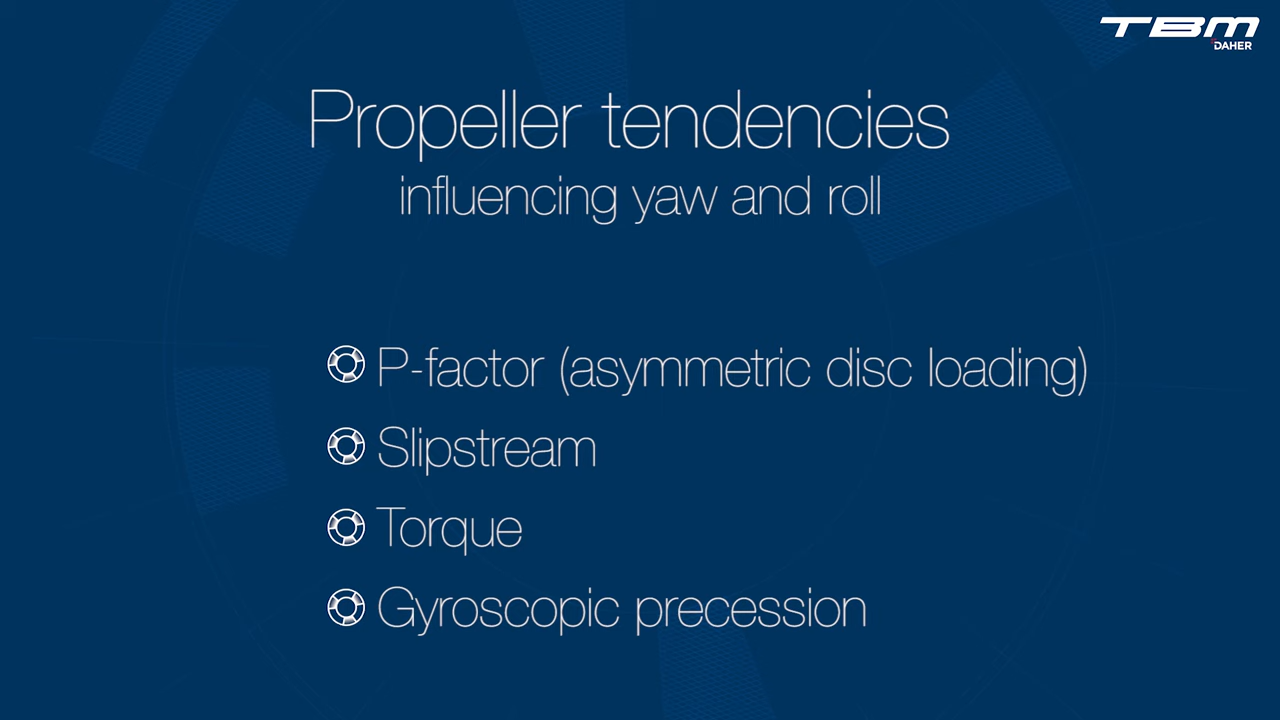 TBM
DAHER
Propeller tendencies
influencing yaw and roll
P-factor (asymmetric disc loading)
Slipstream
Torque
Gyroscopic precession